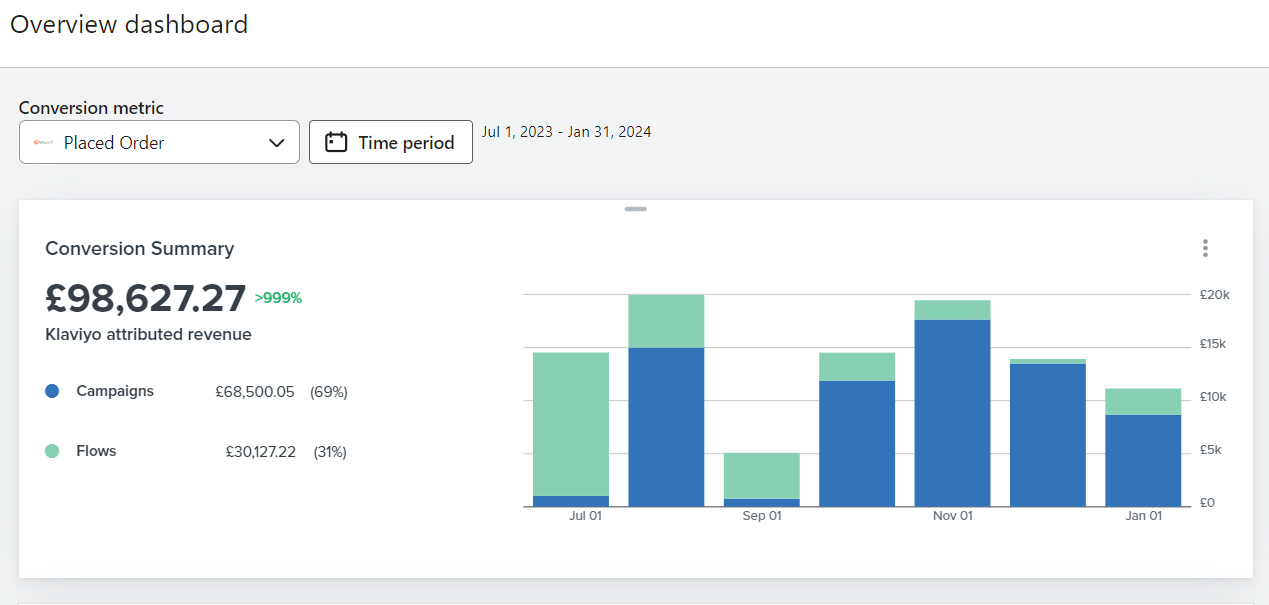 Overview dashboard
Conversion metric
Placed Order
Time period
Jul 1, 2023 - Jan 31, 2024
Conversion Summary
£98,627.27 >999%
Klaviyo attributed revenue
Campaigns £68,500.05 (69%)
Flows £30,127.22 (31%)
£20k
£15k
£10k
£5k
£0
Jul 01 Sep 01 Nov 01 Jan 01